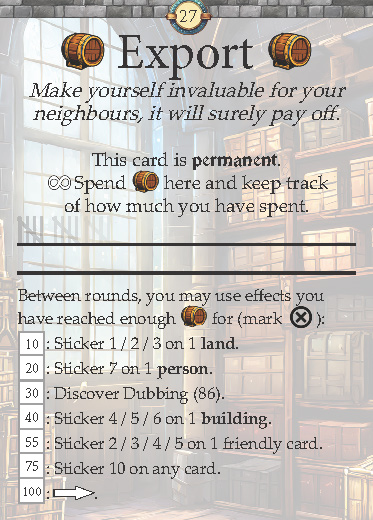 27
Export
Make yourself invaluable for your
neighbours, it will surely pay off.
This card is permanent.
Spend here and keep track
of how much you have spent.
Between rounds, you may use effects you
have reached enough for (mark ⊗ ):
10 : Sticker 1 / 2 / 3 on 1 land.
20 : Sticker 7 on 1 person.
30 : Discover Dubbing (86).
40 : Sticker 4 / 5 / 6 on 1 building.
55 : Sticker 2 / 3 / 4 / 5 on 1 friendly card.
75 : Sticker 10 on any card.
100 : ⇨.